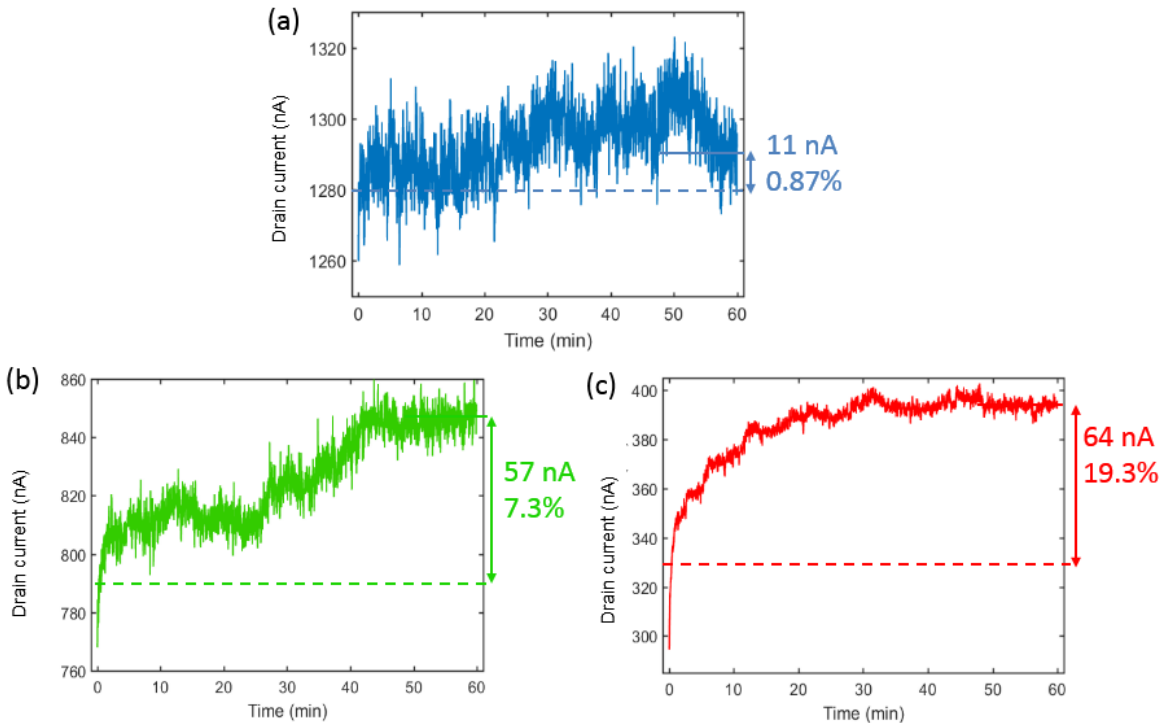 (a)
Drain current (nA)
1320
1300
1280
1260
11 nA
0.87%
0 10 20 30 40 50 60
Time (min)
(b)
Drain current (nA)
860
840
820
800
780
760
57 nA
7.3%
0 10 20 30 40 50 60
Time (min)
(c)
Drain current (nA)
400
380
360
340
320
300
64 nA
19.3%
0 10 20 30 40 50 60
Time (min)